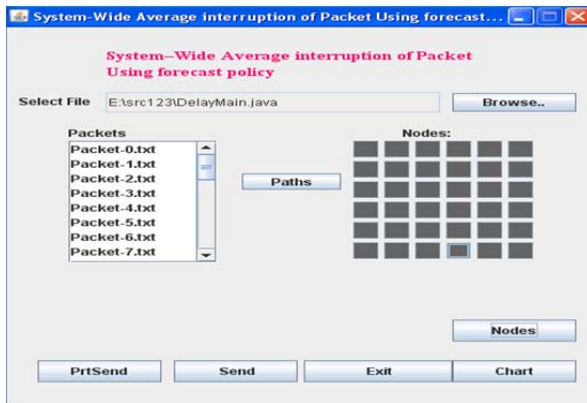 System-Wide Average interruption of Packet Using forecast...
System–Wide Average interruption of Packet
Using forecast policy
Select File E:\src123\DelayMain.java Browse..
Packets Nodes:
Packet-0.txt
Packet-1.txt
Packet-2.txt
Packet-3.txt
Packet-4.txt
Packet-5.txt
Packet-6.txt
Packet-7.txt
Paths
Nodes
PrtSend Send Exit Chart